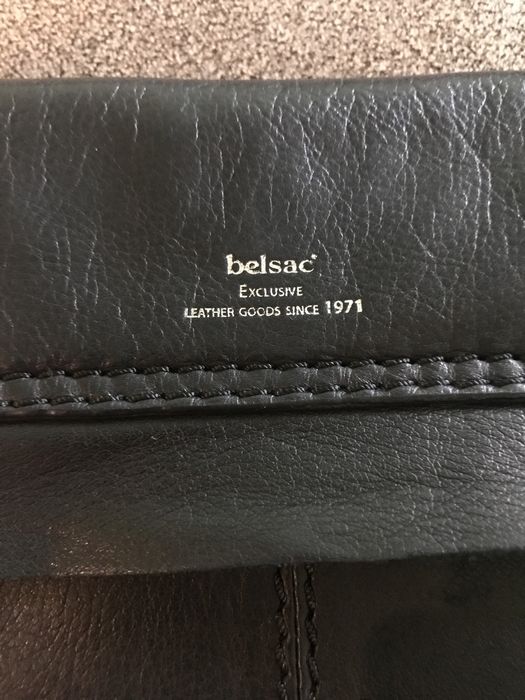 belsac
EXCLUSIVE
LEATHER GOODS SINCE 1971